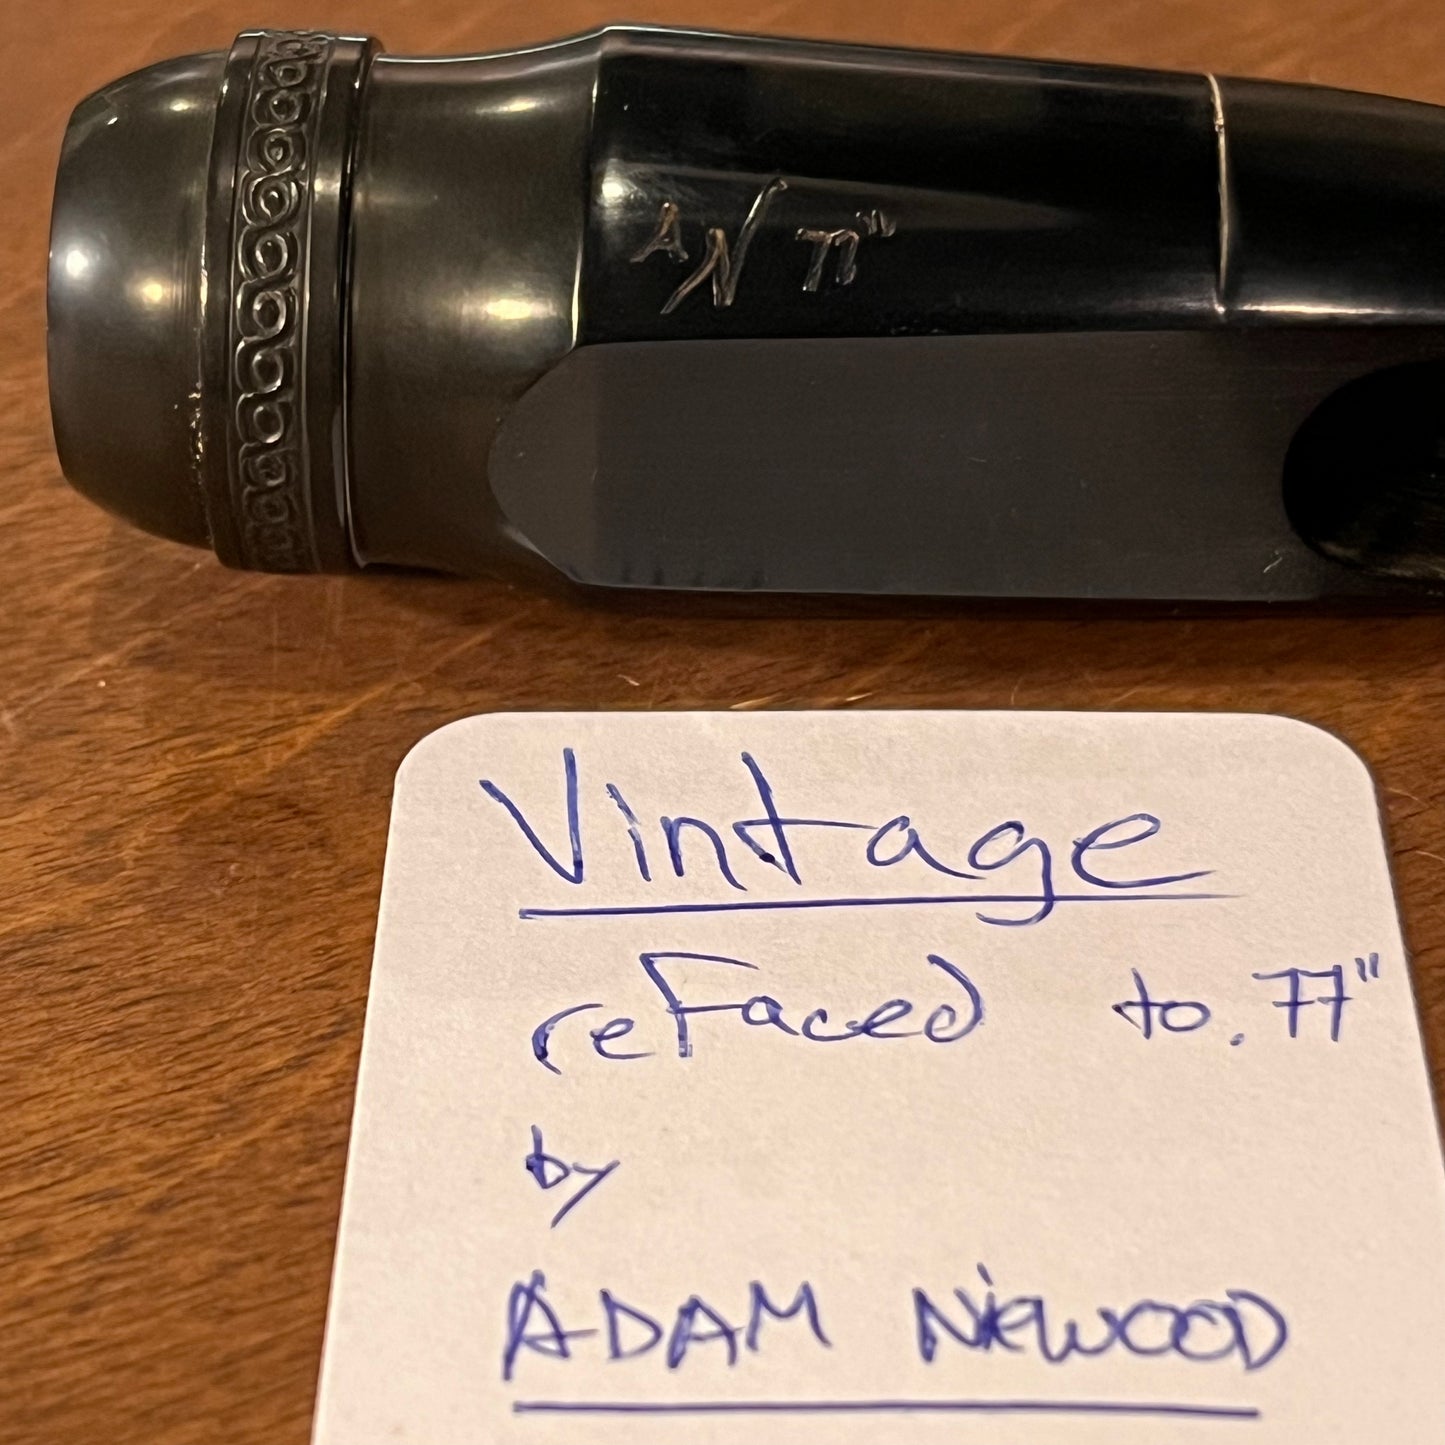 AN 77"
Vintage
refaced to .77"
by
ADAM NIEWOOD